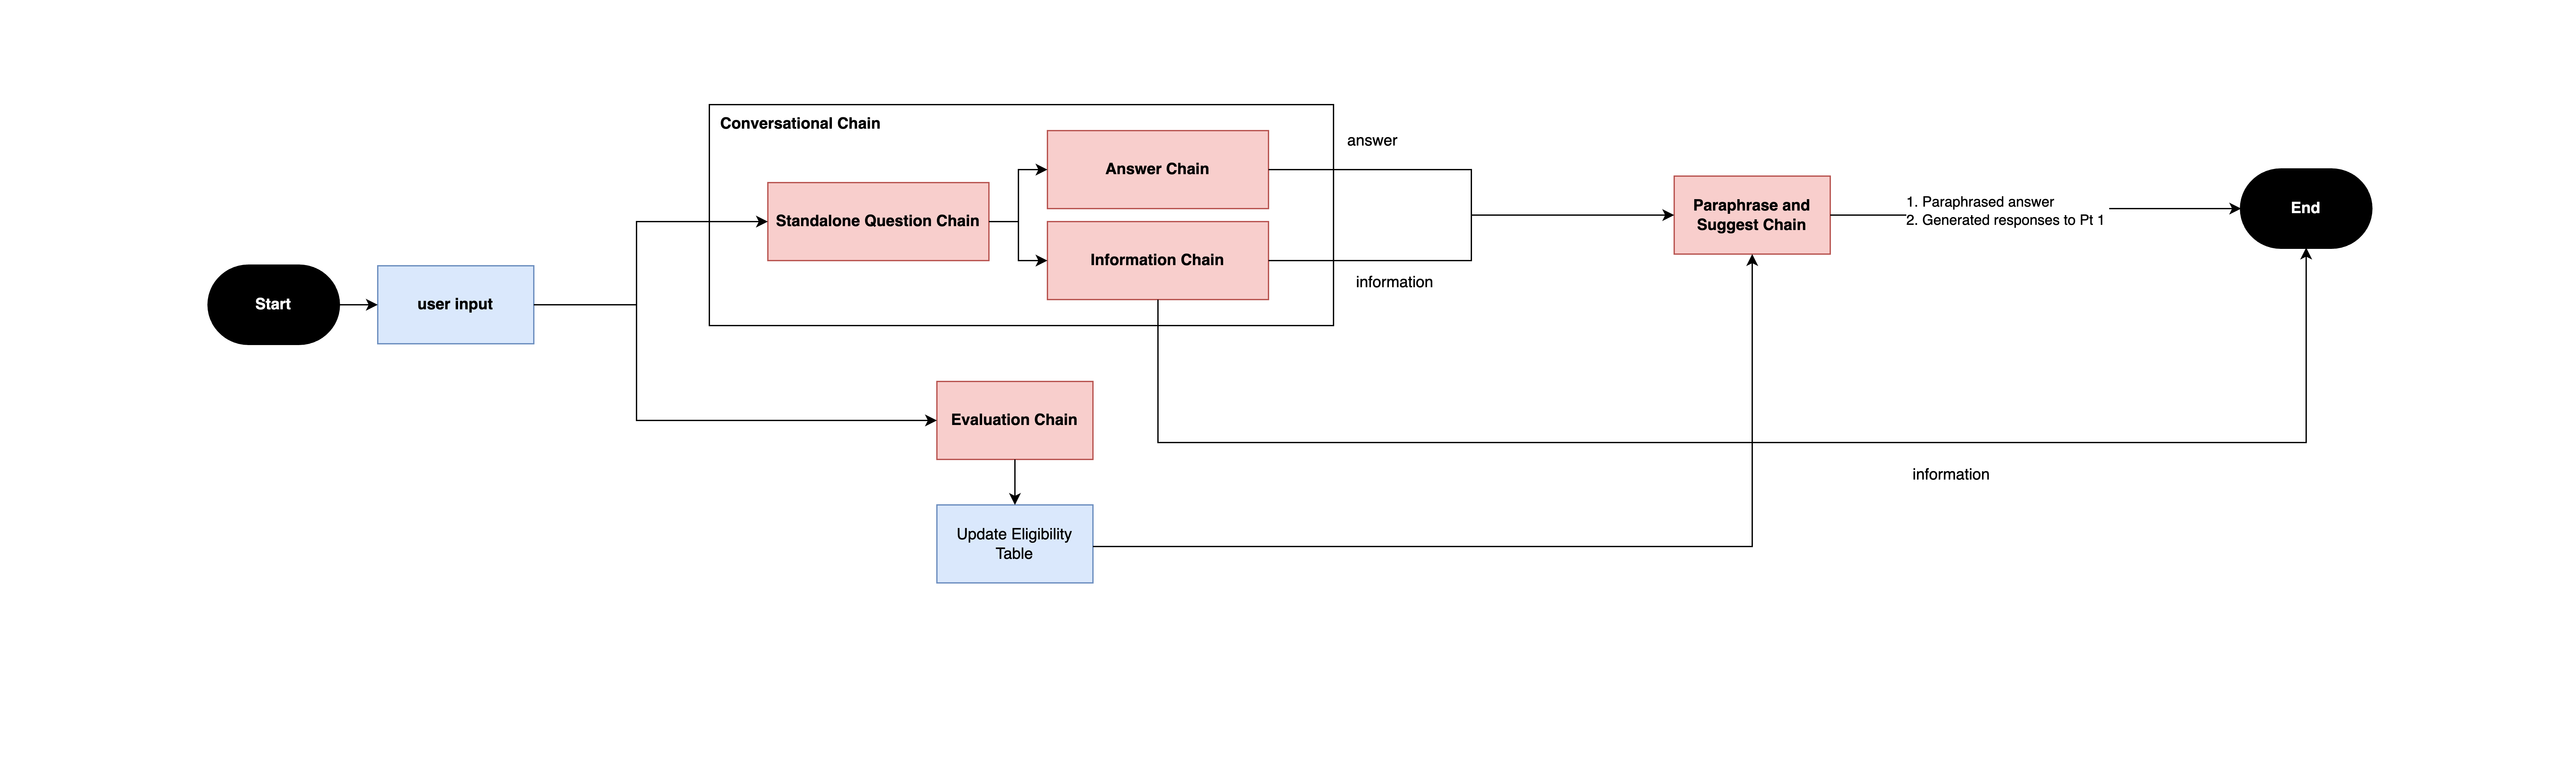 Conversational Chain
answer
Answer Chain
Standalone Question Chain
Information Chain
information
Paraphrase and
Suggest Chain
1. Paraphrased answer
2. Generated responses to Pt 1
End
Start
user input
Evaluation Chain
information
Update Eligibility
Table